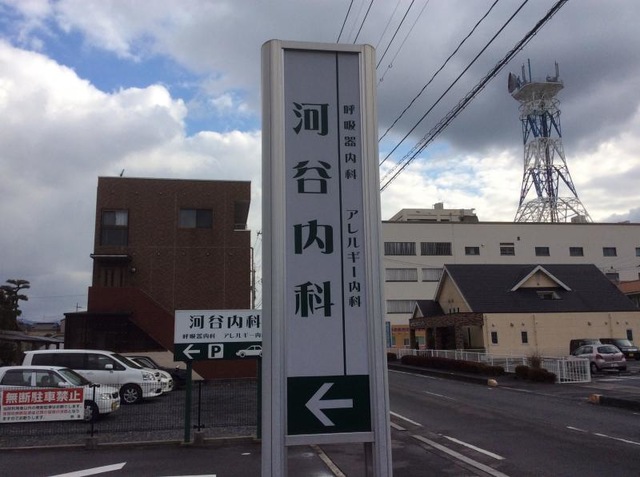 呼吸器内科 アレルギー内科
河谷内科
河谷内科
呼吸器内科 アレルギー内
P
無断駐車禁止